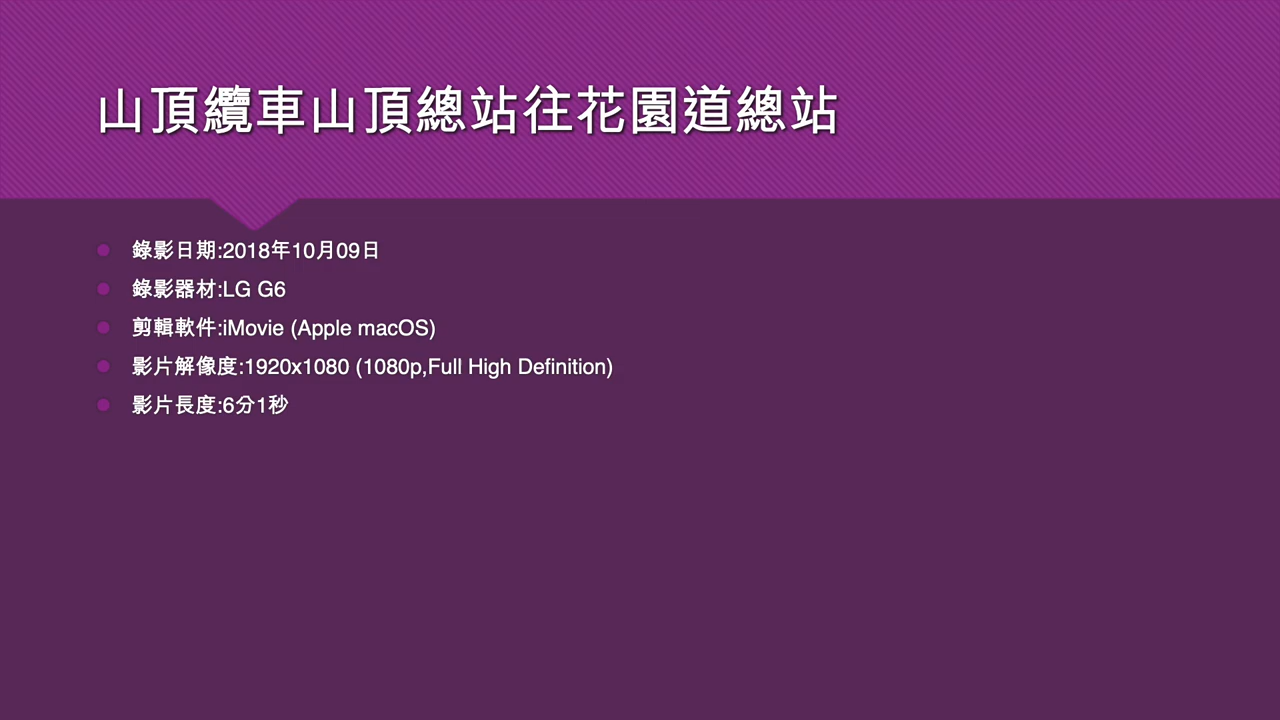 山頂纜車山頂總站往花園道總站
錄影日期:2018年10月09日
錄影器材:LG G6
剪輯軟件:iMovie (Apple macOS)
影片解像度:1920x1080 (1080p,Full High Definition)
影片長度:6分1秒